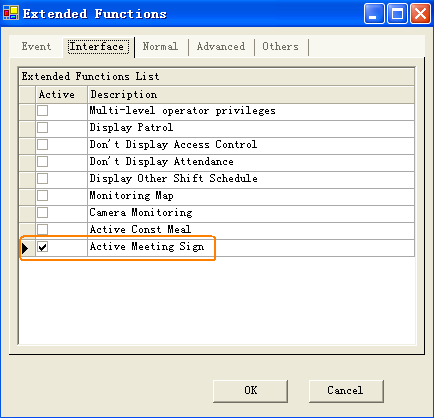 Extended Functions
Event Interface Normal Advanced Others
Extended Functions List
Active Description
Multi-level operator privileges
Display Patrol
Don't Display Access Control
Don't Display Attendance
Display Other Shift Schedule
Monitoring Map
Camera Monitoring
Active Const Meal
Active Meeting Sign
OK Cancel